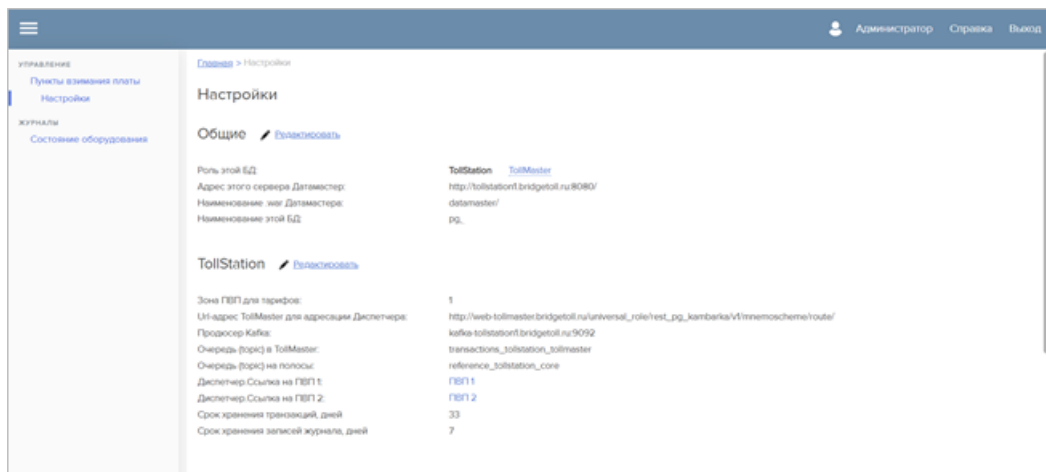 Администратор Справка Выход
УПРАВЛЕНИЕ
Пункты взимания платы
Настройки
ЖУРНАЛЫ
Состояние оборудования
Главная > Настройки
Настройки
Общие Редактировать
Роль этой БД: TollStation TollMaster
Адрес этого сервера Датамастер: http://tollstation1.bridgetoll.ru:8080/
Наименование .war Датамастера: datamaster/
Наименование этой БД: pg_
TollStation Редактировать
Зона ПВП для тарифов: 1
Url-адрес TollMaster для адресации Диспетчера: http://web-tollmaster.bridgetoll.ru/universal_role/rest_pg_kambarka/v1/mnemoscheme/route/
Продюсер Kafka: kafka-tollstation1.bridgetoll.ru:9092
Очередь (topic) в TollMaster: transactions_tollstation_tollmaster
Очередь (topic) на полосы: reference_tollstation_core
Диспетчер.Ссылка на ПВП 1: ПВП 1
Диспетчер.Ссылка на ПВП 2: ПВП 2
Срок хранения транзакций, дней 33
Срок хранения записей журнала, дней 7